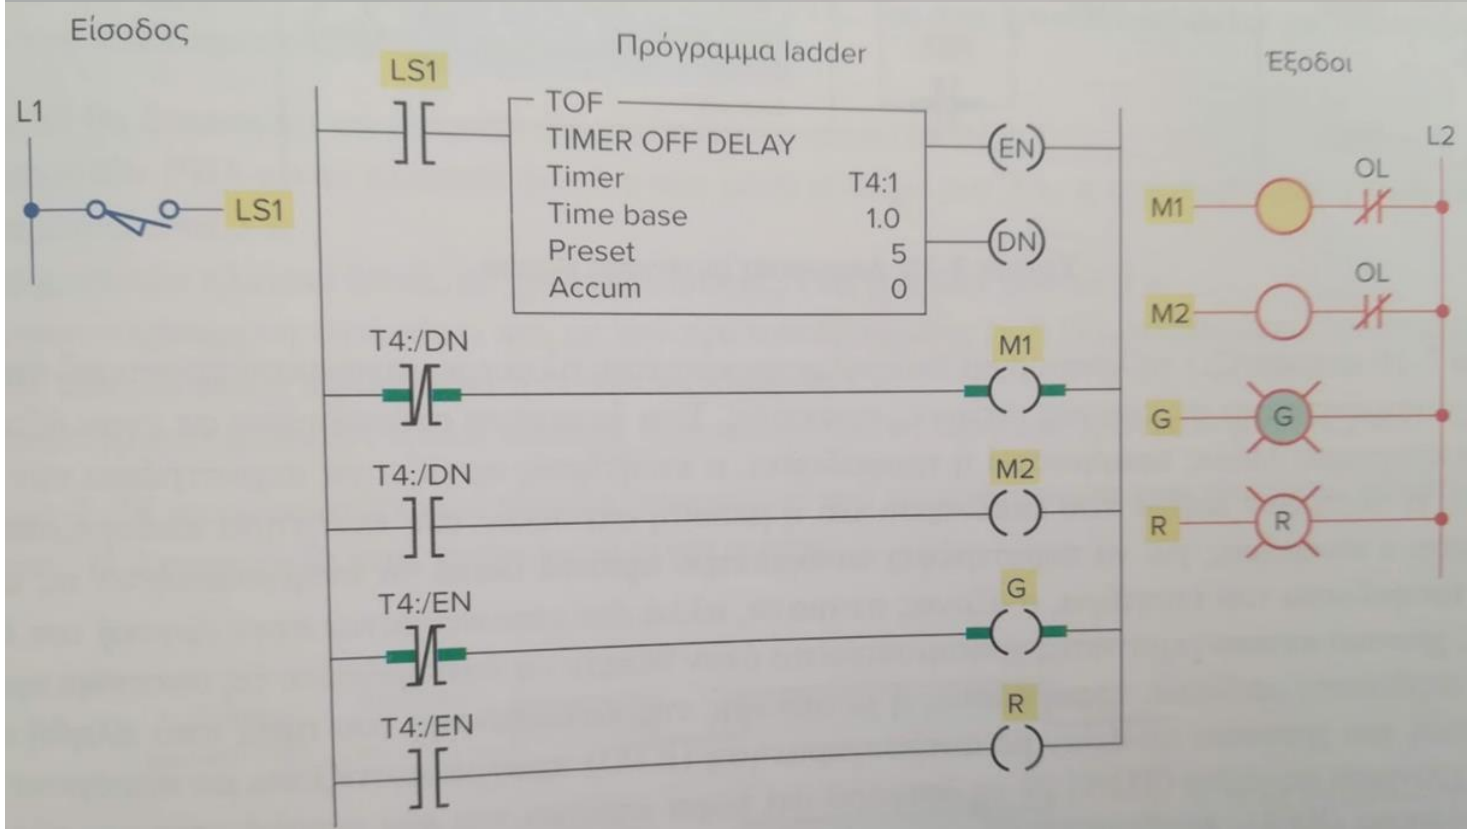 Είσοδος
Πρόγραμμα ladder
Έξοδοι
L1
LS1
LS1
TOF
TIMER OFF DELAY
Timer T4:1
Time base 1.0
Preset 5
Accum 0
EN
DN
T4:/DN
M1
T4:/DN
M2
T4:/EN
G
T4:/EN
R
L2
OL
M1
OL
M2
G G
R R